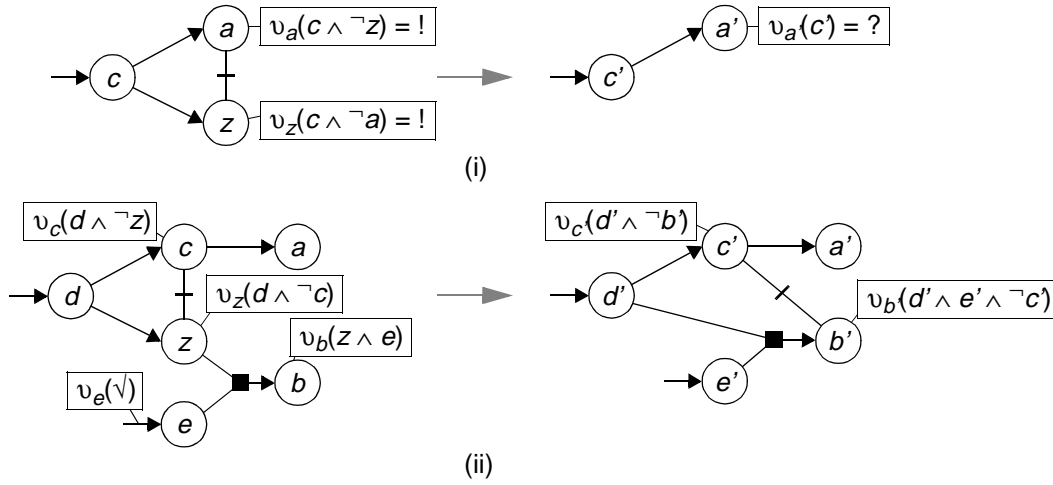 a
υa(c ∧ ¬z) = !
c
z
υz(c ∧ ¬a) = !
a’
υa’(c’) = ?
c’
(i)
υc(d ∧ ¬z)
c
a
d
υz(d ∧ ¬c)
z
υb(z ∧ e)
b
υe(√)
e
υc’(d’ ∧ ¬b’)
c’
a’
d’
υb’(d’ ∧ e’ ∧ ¬c’)
b’
e’
(ii)